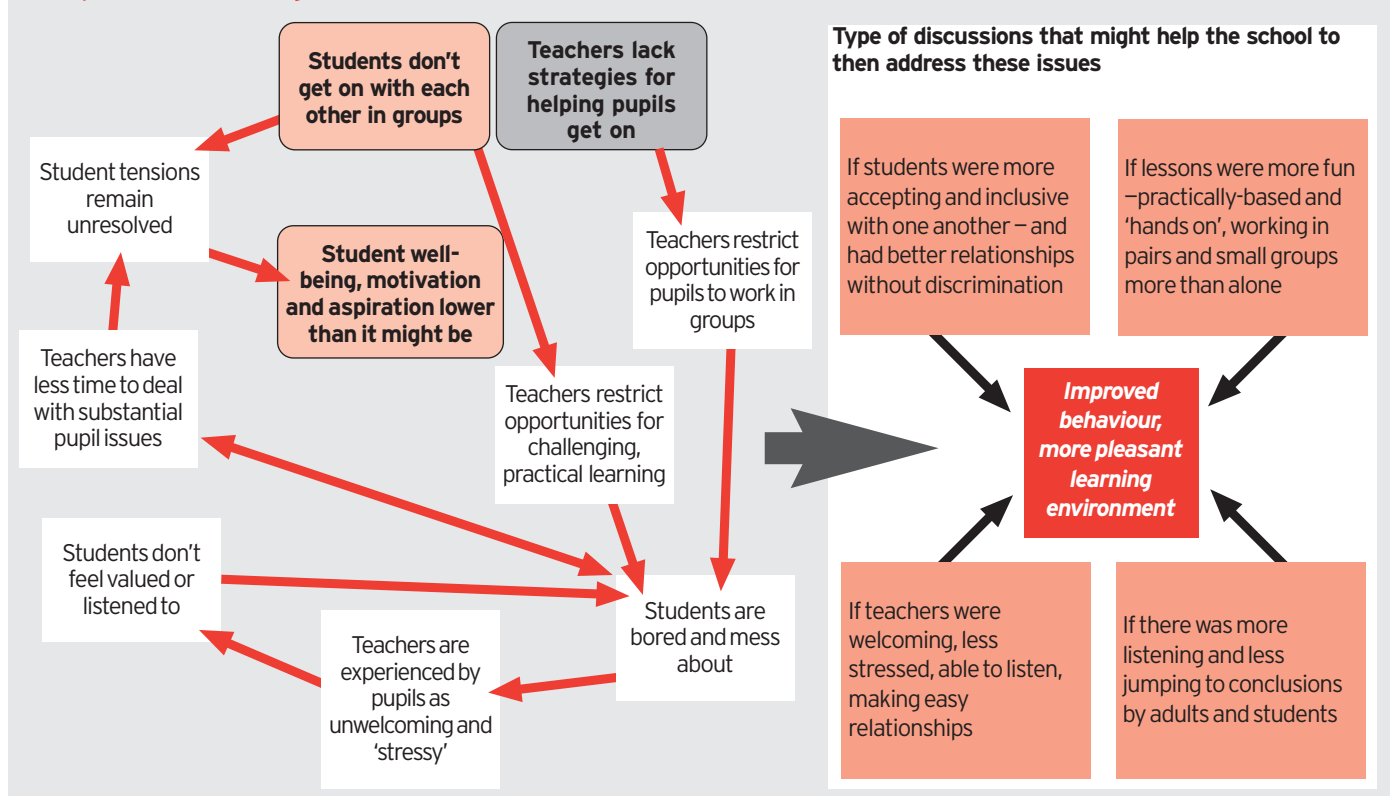 Students don't
get on with each
other in groups
Teachers lack
strategies for
helping pupils
get on
Student tensions
remain
unresolved
Student well-
being, motivation
and aspiration lower
than it might be
Teachers restrict
opportunities for
pupils to work in
groups
Teachers have
less time to deal
with substantial
pupil issues
Teachers restrict
opportunities for
challenging,
practical learning
Students don't
feel valued or
listened to
Teachers are
experienced by
pupils as
unwelcoming and
‘stressy’
Students are
bored and mess
about
Type of discussions that might help the school to
then address these issues
If students were more
accepting and inclusive
with one another – and
had better relationships
without discrimination
If lessons were more fun
–practically-based and
‘hands on’, working in
pairs and small groups
more than alone
Improved
behaviour,
more pleasant
learning
environment
If teachers were
welcoming, less
stressed, able to listen,
making easy
relationships
If there was more
listening and less
jumping to conclusions
by adults and students